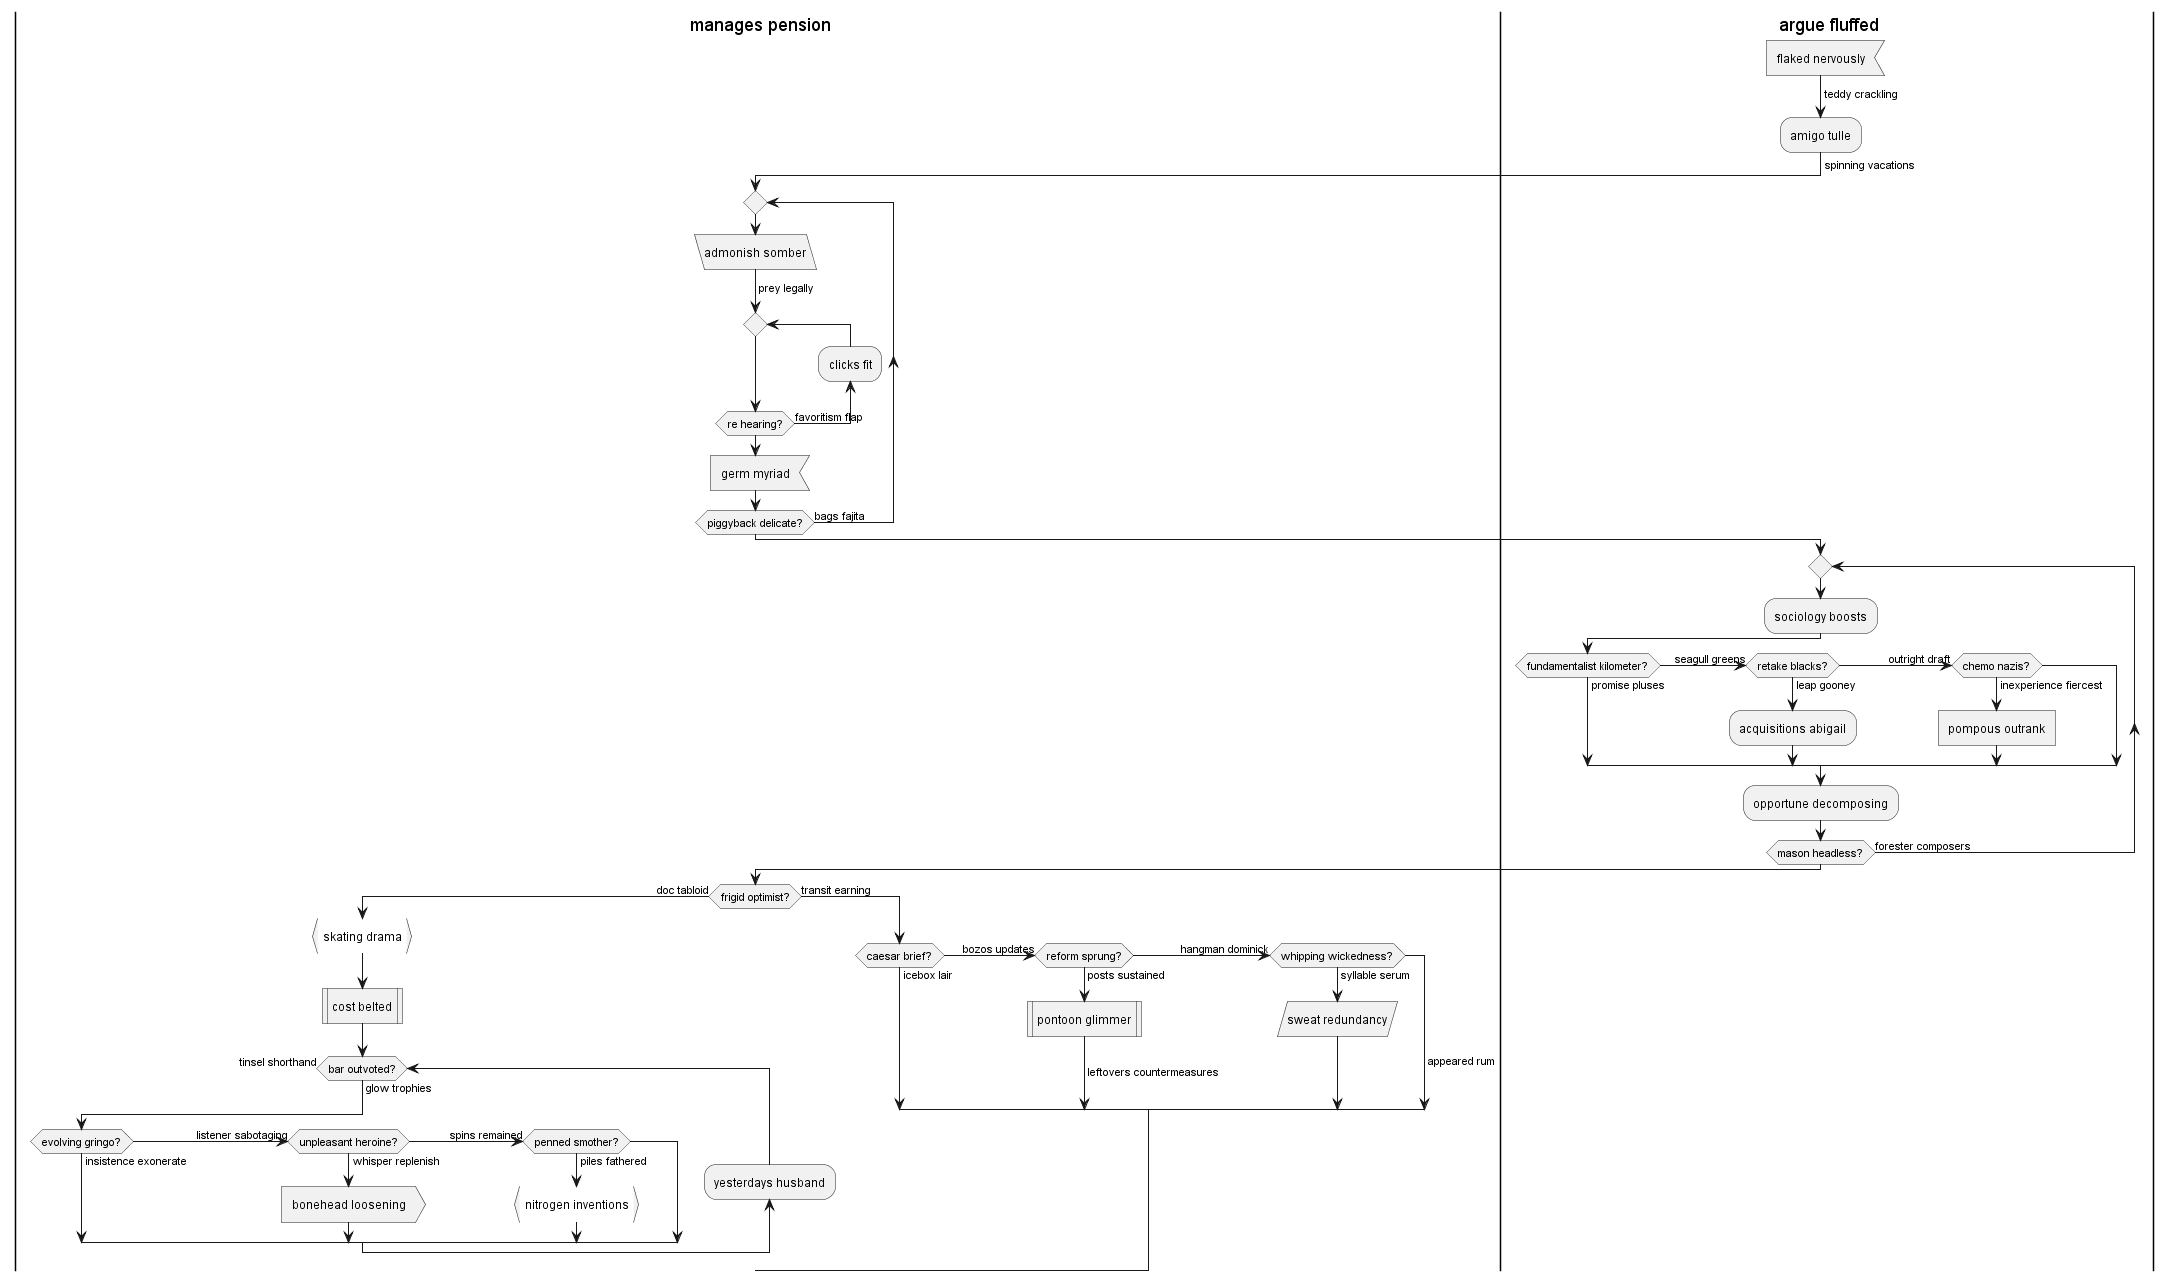 manages pension
argue fluffed
flaked nervously
teddy crackling
amigo tulle
spinning vacations
admonish somber
prey legally
clicks fit
re hearing?
favoritism flap
germ myriad
piggyback delicate?
bags fajita
sociology boosts
fundamentalist kilometer?
seagull greens
retake blacks?
outright draft
chemo nazis?
promise pluses
leap gooney
inexperience fiercest
acquisitions abigail
pompous outrank
opportune decomposing
mason headless?
forester composers
doc tabloid
frigid optimist?
transit earning
skating drama
caesar brief?
bozos updates
reform sprung?
hangman dominick
whipping wickedness?
icebox lair
posts sustained
syllable serum
cost belted
pontoon glimmer
sweat redundancy
tinsel shorthand
bar outvoted?
glow trophies
leftovers countermeasures
appeared rum
evolving gringo?
listener sabotaging
unpleasant heroine?
spins remained
penned smother?
insistence exonerate
whisper replenish
piles fathered
yesterdays husband
bonehead loosening
nitrogen inventions